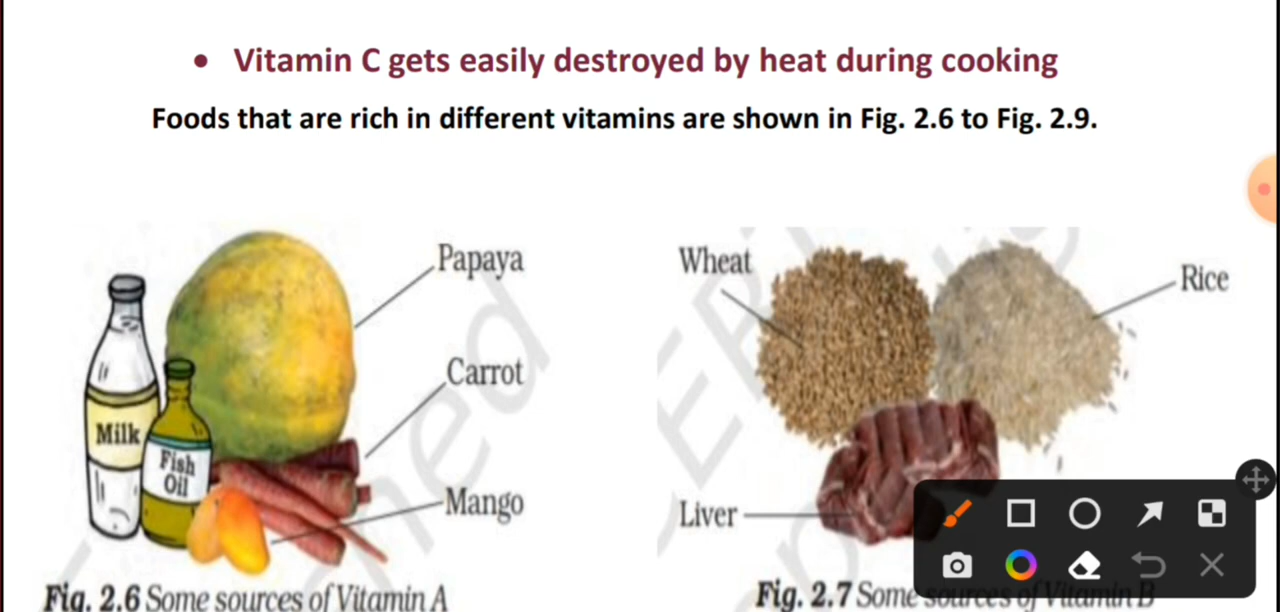 • Vitamin C gets easily destroyed by heat during cooking
Foods that are rich in different vitamins are shown in Fig. 2.6 to Fig. 2.9.
Papaya
Carrot
Mango
Milk
Fish
Oil
Fig. 2.6 Some sources of Vitamin A
Wheat
Rice
Liver
Fig. 2.7 Some sources of Vitamin B